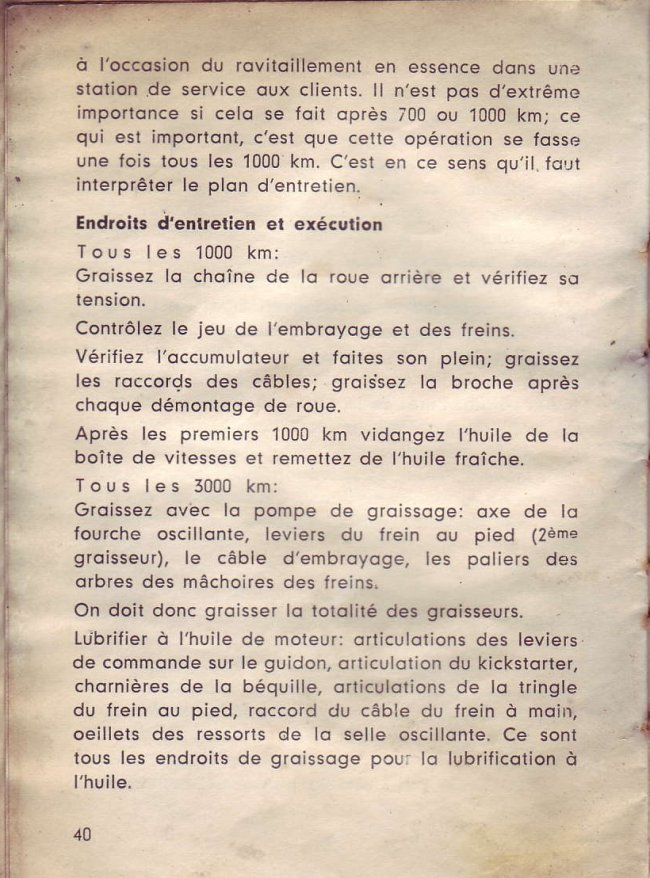 à l'occasion du ravitaillement en essence dans une
station de service aux clients. Il n'est pas d'extrême
importance si cela se fait après 700 ou 1000 km; ce
qui est important, c'est que cette opération se fasse
une fois tous les 1000 km. C'est en ce sens qu'il faut
interprêter le plan d'entretien.
Endroits d'entretien et exécution
Tous les 1000 km:
Graissez la chaîne de la roue arrière et vérifiez sa
tension.
Contrôlez le jeu de l'embrayage et des freins.
Vérifiez l'accumulateur et faites son plein; graissez
les raccords des câbles; graissez la broche après
chaque démontage de roue.
Après les premiers 1000 km vidangez l'huile de la
boîte de vitesses et remettez de l'huile fraîche.
Tous les 3000 km:
Graissez avec la pompe de graissage: axe de la
fourche oscillante, leviers du frein au pied (2ème
graisseur), le câble d'embrayage, les paliers des
arbres des mâchoires des freins.
On doit donc graisser la totalité des graisseurs.
Lubrifier à l'huile de moteur: articulations des leviers
de commande sur le guidon, articulation du kickstarter,
charnières de la béquille, articulations de la tringle
du frein au pied, raccord du câble du frein à main,
oeillets des ressorts de la selle oscillante. Ce sont
tous les endroits de graissage pour la lubrification à
l'huile.
40